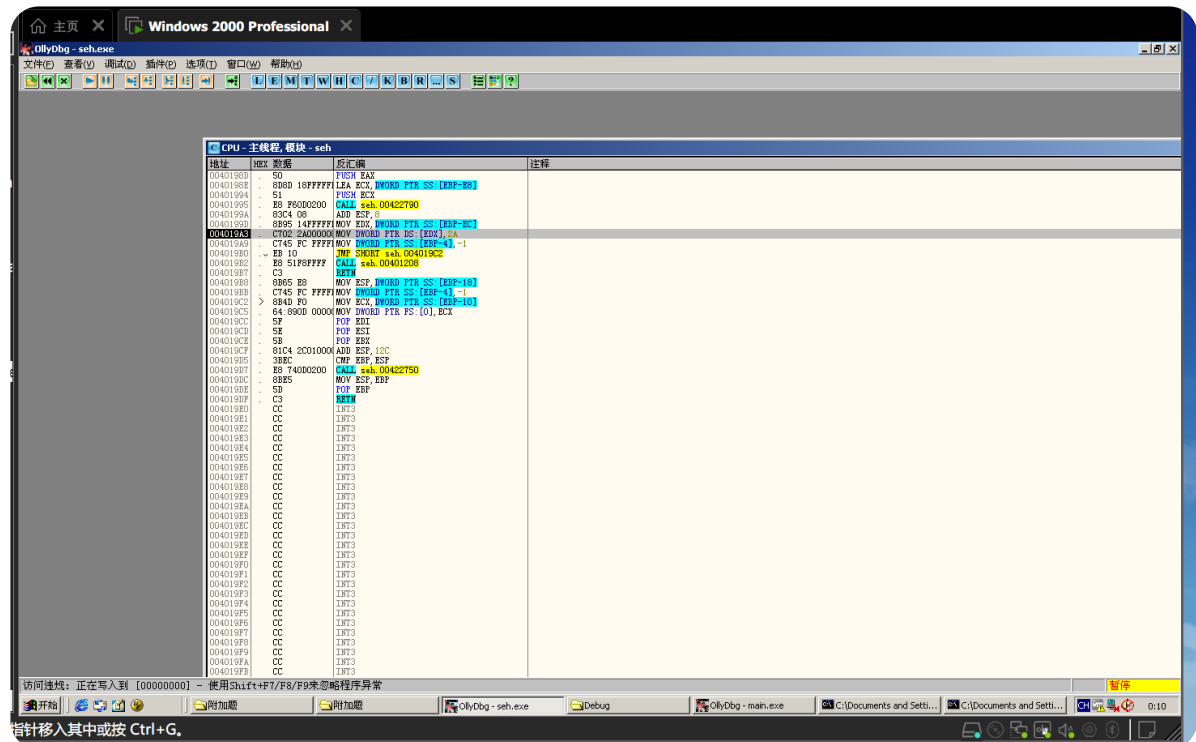 主页
Windows 2000 Professional
OllyDbg - seh.exe
文件(F) 查看(V) 调试(D) 插件(P) 选项(T) 窗口(W) 帮助(H)
L E M T W H C / K B R ... S ?
CPU - 主线程, 模块 - seh
地址 HEX 数据 反汇编 注释
0040198D . 50 PUSH EAX
0040198E . 8D8D 18FFFFFF LEA ECX,DWORD PTR SS:[EBP-E8]
00401994 . 51 PUSH ECX
00401995 . E8 F60D0200 CALL seh.00422790
0040199A . 83C4 08 ADD ESP,8
0040199D . 8B95 14FFFFFF MOV EDX,DWORD PTR SS:[EBP-EC]
004019A3 . C702 2A000000 MOV DWORD PTR DS:[EDX],2A
004019A9 . C745 FC FFFFF MOV DWORD PTR SS:[EBP-4],-1
004019B0 . EB 10 JMP SHORT seh.004019C2
004019B2 . E8 51F8FFFF CALL seh.00401208
004019B7 . C3 RETN
004019B8 . 8B65 E8 MOV ESP,DWORD PTR SS:[EBP-18]
004019BB . C745 FC FFFFF MOV DWORD PTR SS:[EBP-4],-1
004019C2 > 8B4D F0 MOV ECX,DWORD PTR SS:[EBP-10]
004019C5 . 64:890D 00000 MOV DWORD PTR FS:[0],ECX
004019CC . 5F POP EDI
004019CD . 5E POP ESI
004019CE . 5B POP EBX
004019CF . 81C4 2C010000 ADD ESP,12C
004019D5 . 3BEC CMP EBP,ESP
004019D7 . E8 740D0200 CALL seh.00422750
004019DC . 8BE5 MOV ESP,EBP
004019DE . 5D POP EBP
004019DF . C3 RETN
004019E0 CC INT3
004019E1 CC INT3
004019E2 CC INT3
004019E3 CC INT3
004019E4 CC INT3
004019E5 CC INT3
004019E6 CC INT3
004019E7 CC INT3
004019E8 CC INT3
004019E9 CC INT3
004019EA CC INT3
004019EB CC INT3
004019EC CC INT3
004019ED CC INT3
004019EE CC INT3
004019EF CC INT3
004019F0 CC INT3
004019F1 CC INT3
004019F2 CC INT3
004019F3 CC INT3
004019F4 CC INT3
004019F5 CC INT3
004019F6 CC INT3
004019F7 CC INT3
004019F8 CC INT3
004019F9 CC INT3
004019FA CC INT3
004019FB CC INT3
访问违规: 正在写入到 [00000000] - 使用Shift+F7/F8/F9来忽略程序异常 暂停
开始 附加题 附加题 OllyDbg - seh.exe Debug OllyDbg - main.exe C:\Documents and Setti... C:\Documents and Setti... CH 0:10
指针移入其中或按 Ctrl+G。